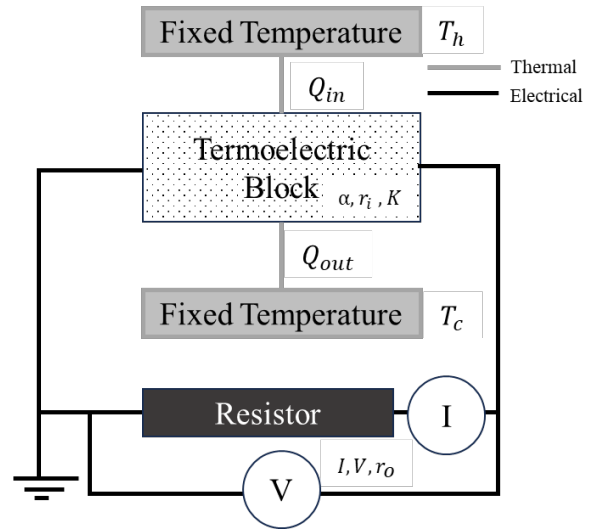 Fixed Temperature
T_h
Thermal
Electrical
Q_in
Termoelectric
Block
α, r_i , K
Q_out
Fixed Temperature
T_c
Resistor
I
I, V, r_o
V